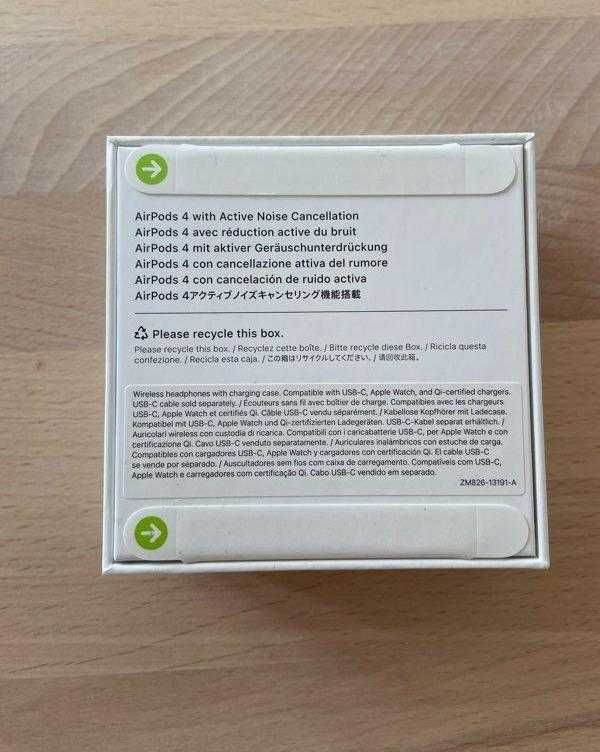 AirPods 4 with Active Noise Cancellation
AirPods 4 avec réduction active du bruit
AirPods 4 mit aktiver Geräuschunterdrückung
AirPods 4 con cancellazione attiva del rumore
AirPods 4 con cancelación de ruido activa
AirPods 4アクティブノイズキャンセリング機能搭載
Please recycle this box.
Please recycle this box. / Recyclez cette boîte. / Bitte recycle diese Box. / Ricicla questa
confezione. / Recicla esta caja. / この箱はリサイクルしてください。/ 请回收此箱。
Wireless headphones with charging case. Compatible with USB-C, Apple Watch, and Qi-certified chargers.
USB-C cable sold separately. / Écouteurs sans fil avec boîtier de charge. Compatibles avec les chargeurs
USB-C, Apple Watch et certifiés Qi. Câble USB-C vendu séparément. / Kabellose Kopfhörer mit Ladecase.
Kompatibel mit USB-C, Apple Watch und Qi-zertifizierten Ladegeräten. USB-C-Kabel separat erhältlich. /
Auricolari wireless con custodia di ricarica. Compatibili con i caricabatterie USB-C, per Apple Watch e con
certificazione Qi. Cavo USB-C venduto separatamente. / Auriculares inalámbricos con estuche de carga.
Compatibles con cargadores USB-C, Apple Watch y cargadores con certificación Qi. El cable USB-C
se vende por separado. / Auscultadores sem fios com caixa de carregamento. Compatíveis com USB-C,
Apple Watch e carregadores com certificação Qi. Cabo USB-C vendido em separado.
ZM826-13191-A